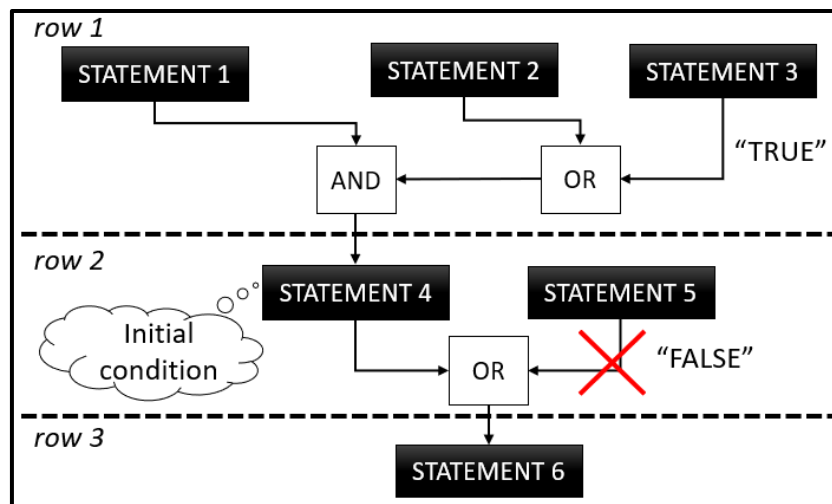 row 1
STATEMENT 1
STATEMENT 2
STATEMENT 3
“TRUE”
AND
OR
row 2
STATEMENT 4
STATEMENT 5
Initial
condition
OR
“FALSE”
row 3
STATEMENT 6